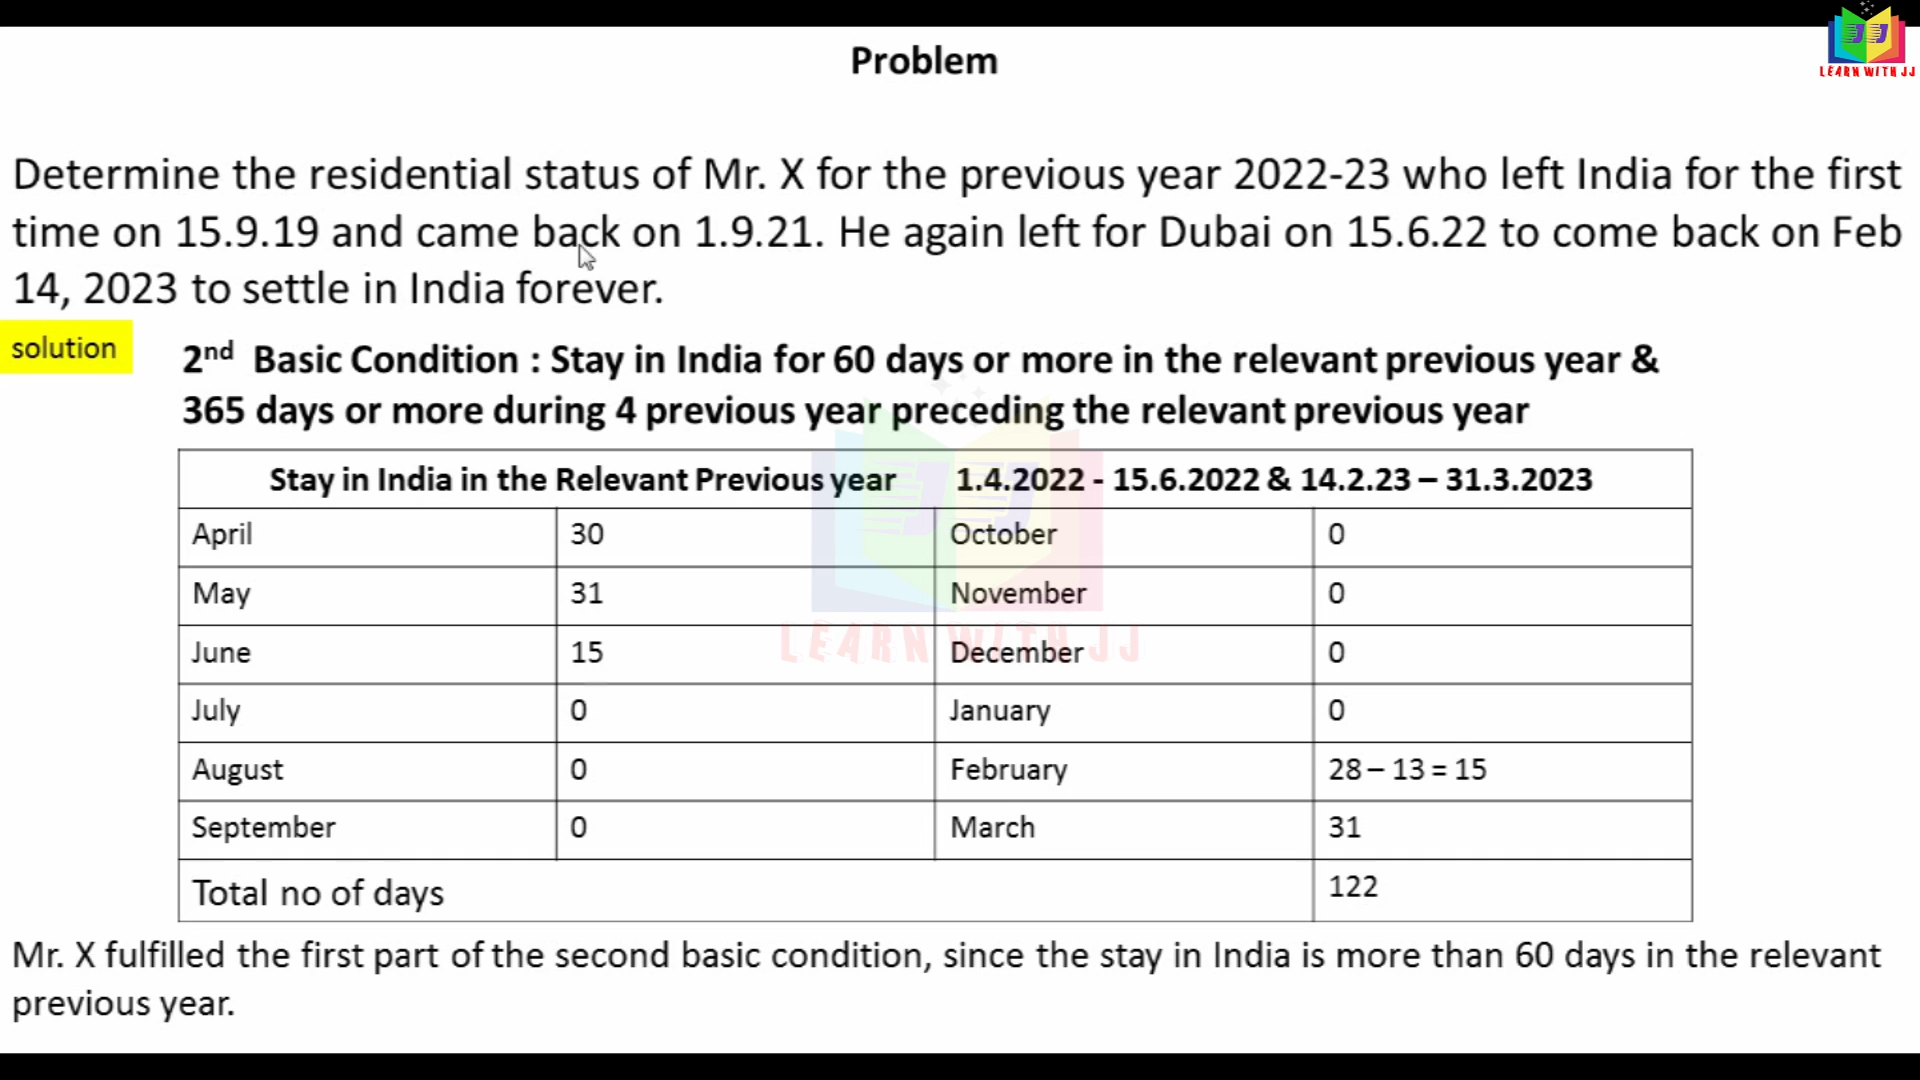 Problem
LEARN WITH JJ
Determine the residential status of Mr. X for the previous year 2022-23 who left India for the first
time on 15.9.19 and came back on 1.9.21. He again left for Dubai on 15.6.22 to come back on Feb
14, 2023 to settle in India forever.
solution
2nd Basic Condition : Stay in India for 60 days or more in the relevant previous year &
365 days or more during 4 previous year preceding the relevant previous year
Stay in India in the Relevant Previous year 1.4.2022 - 15.6.2022 & 14.2.23 – 31.3.2023
April 30 October 0
May 31 November 0
LEARN WITH JJ
June 15 December 0
July 0 January 0
August 0 February 28 – 13 = 15
September 0 March 31
Total no of days 122
Mr. X fulfilled the first part of the second basic condition, since the stay in India is more than 60 days in the relevant
previous year.